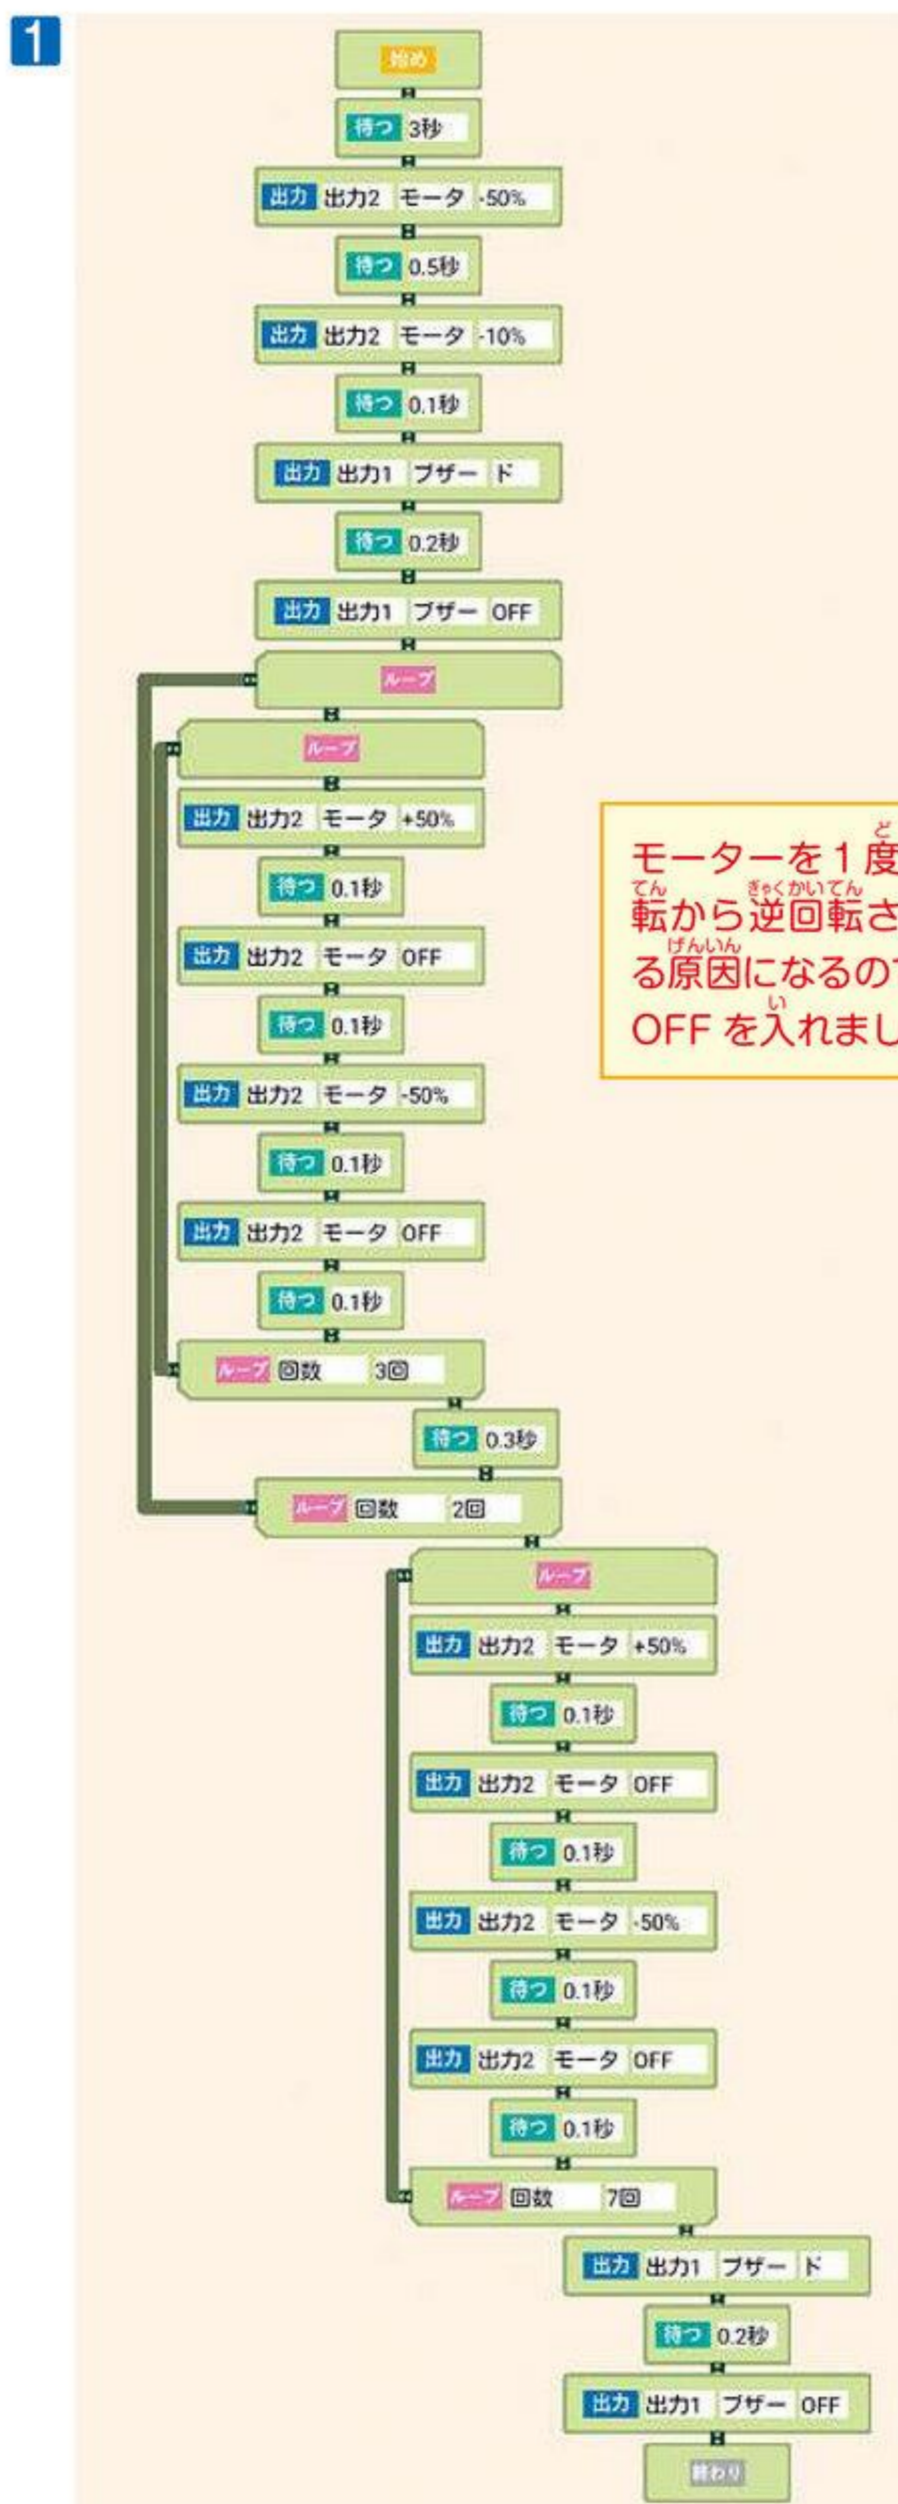 1
始め
待つ 3秒
出力 出力2 モータ -50%
待つ 0.5秒
出力 出力2 モータ -10%
待つ 0.1秒
出力 出力1 ブザー ド
待つ 0.2秒
出力 出力1 ブザー OFF
ループ
ループ
出力 出力2 モータ +50%
待つ 0.1秒
出力 出力2 モータ OFF
待つ 0.1秒
出力 出力2 モータ -50%
待つ 0.1秒
出力 出力2 モータ OFF
待つ 0.1秒
ループ 回数 3回
待つ 0.3秒
ループ 回数 2回
ど
モーターを1度
てん ぎゃくかいてん
転から逆回転さ
げんいん
る原因になるので
い
OFFを入れまし
ループ
出力 出力2 モータ +50%
待つ 0.1秒
出力 出力2 モータ OFF
待つ 0.1秒
出力 出力2 モータ -50%
待つ 0.1秒
出力 出力2 モータ OFF
待つ 0.1秒
ループ 回数 7回
出力 出力1 ブザー ド
待つ 0.2秒
出力 出力1 ブザー OFF
終わり